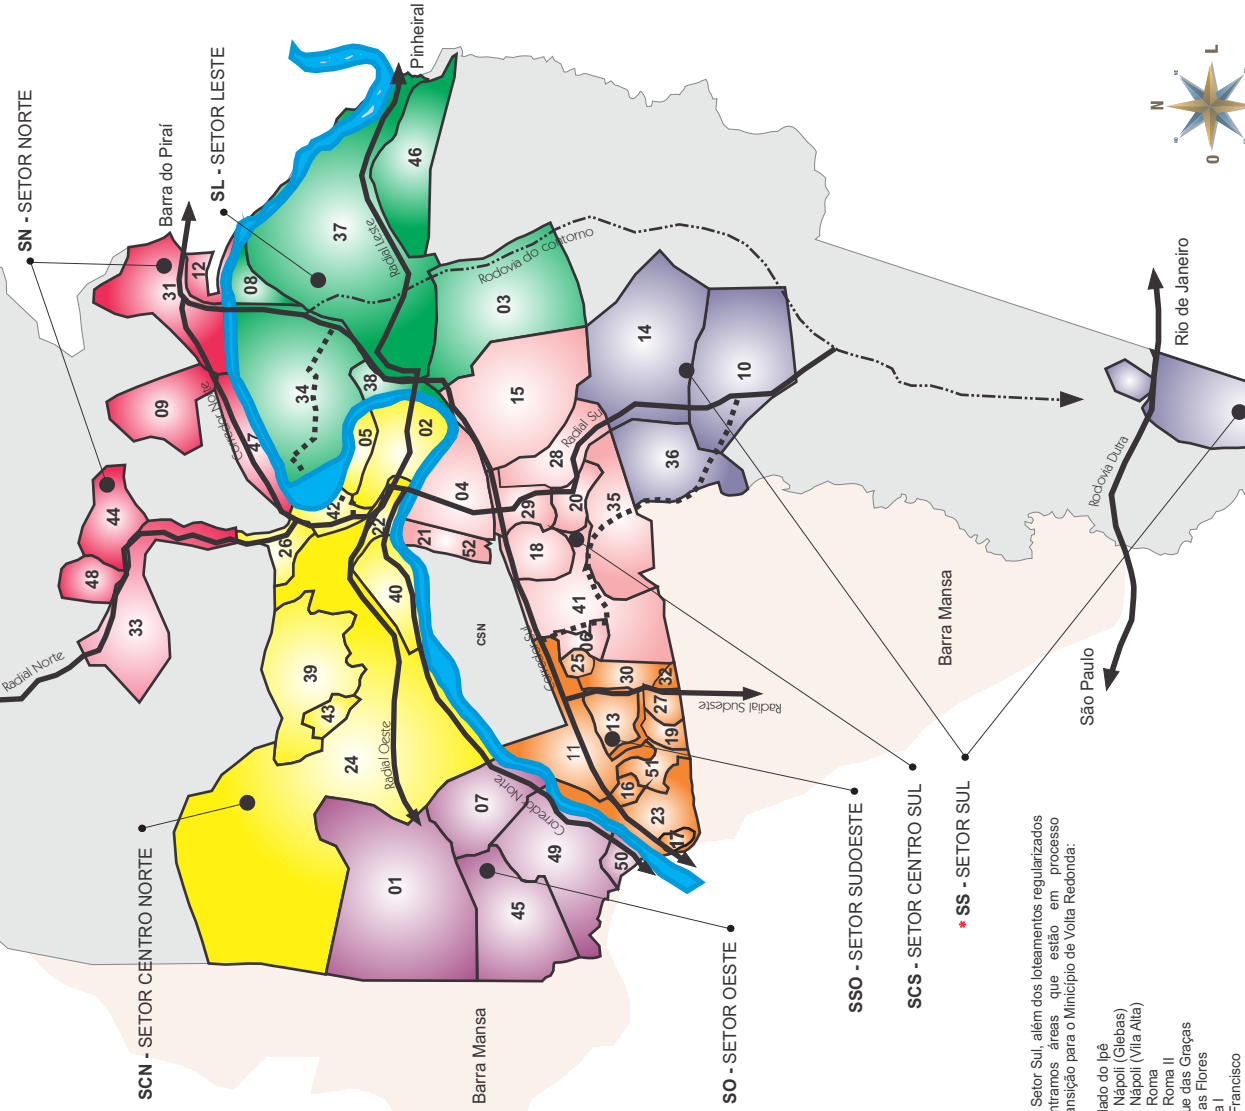 SN - SETOR NORTE
Barra do Piraí
SL - SETOR LESTE
Pinheiral
N
L
O
31
12
08
37
46
Radial Leste
Rodovia do contorno
03
09
Corredor Norte
47
34
38
05
02
42
22
26
44
48
33
Radial Norte
14
10
15
Radial Su
28
36
35
04
29
20
21
52
18
41
06
25
30
32
27
19
13
11
51
16
23
17
CSN
Corredor Sul
Radial Sudeste
40
39
43
24
Radial Oeste
01
07
49
45
50
Corredor Norte
Rio de Janeiro
Rodovia Dutra
São Paulo
Barra Mansa
Barra Mansa
SCN - SETOR CENTRO NORTE
SO - SETOR OESTE
SSO - SETOR SUDOESTE
SCS - SETOR CENTRO SUL
* SS - SETOR SUL
Setor Sul, além dos loteamentos regularizados
ntramos áreas que estão em processo
ansição para o Minicípio de Volta Redonda:
lado do Ipê
Nápoli (Glebas)
Nápoli (Vila Alta)
Roma
Roma II
ue das Graças
as Flores
a I
Francisco